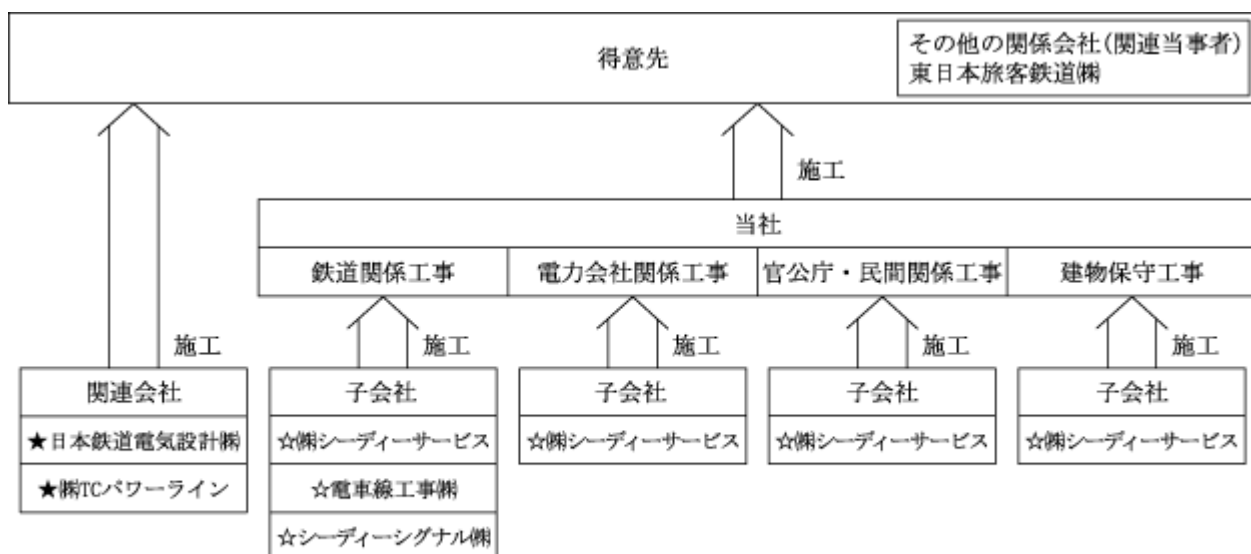 得意先
その他の関係会社(関連当事者)
東日本旅客鉄道㈱
施工
当社
鉄道関係工事
電力会社関係工事
官公庁・民間関係工事
建物保守工事
施工
施工
施工
施工
施工
関連会社
★日本鉄道電気設計㈱
★㈱TCパワーライン
子会社
☆㈱シーディーサービス
☆電車線工事㈱
☆シーディーシグナル㈱
子会社
☆㈱シーディーサービス
子会社
☆㈱シーディーサービス
子会社
☆㈱シーディーサービス